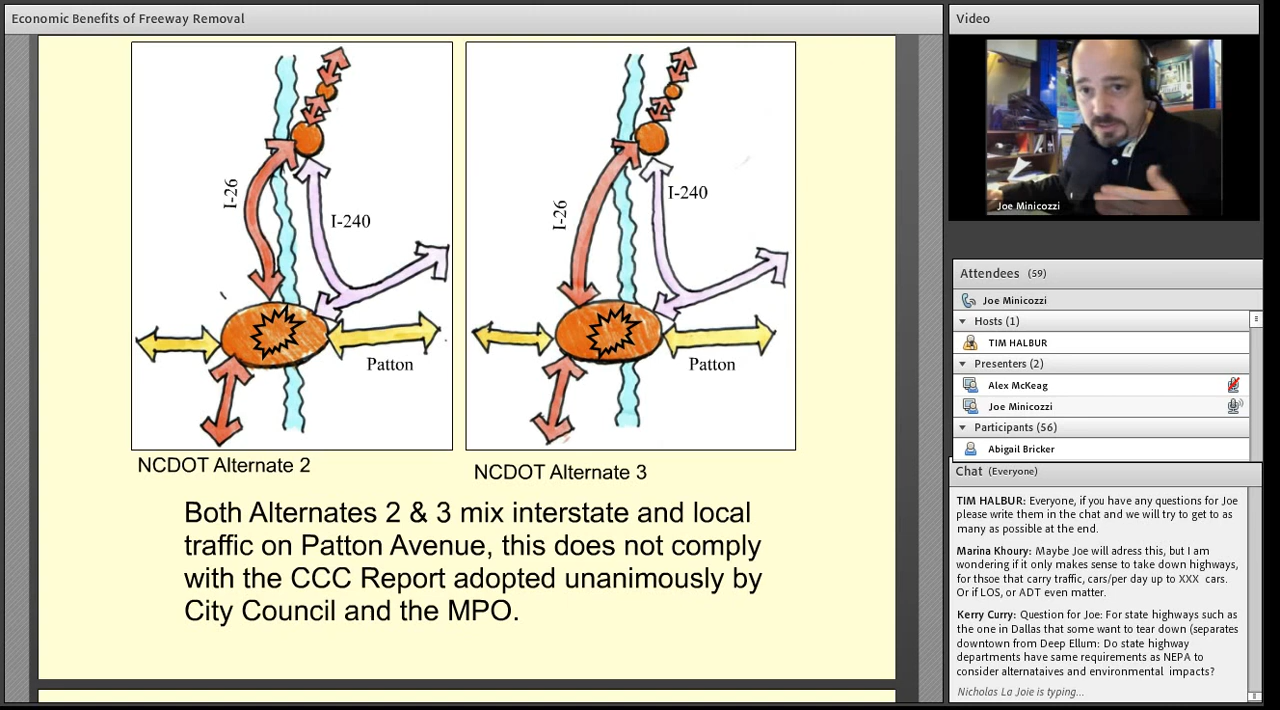 Economic Benefits of Freeway Removal
I-26
I-240
Patton
NCDOT Alternate 2
I-26
I-240
Patton
NCDOT Alternate 3
Both Alternates 2 & 3 mix interstate and local
traffic on Patton Avenue, this does not comply
with the CCC Report adopted unanimously by
City Council and the MPO.
Video
Joe Minicozzi
Attendees (59)
Joe Minicozzi
Hosts (1)
TIM HALBUR
Presenters (2)
Alex McKeag
Joe Minicozzi
Participants (56)
Abigail Bricker
Chat (Everyone)
TIM HALBUR: Everyone, if you have any questions for Joe
please write them in the chat and we will try to get to as
many as possible at the end.
Marina Khoury: Maybe Joe will adress this, but I am
wondering if it only makes sense to take down highways,
for thsoe that carry traffic, cars/per day up to XXX cars.
Or if LOS, or ADT even matter.
Kerry Curry: Question for Joe: For state highways such as
the one in Dallas that some want to tear down (separates
downtown from Deep Ellum: Do state highway
departments have same requirements as NEPA to
consider alternataives and environmental impacts?
Nicholas La Joie is typing...